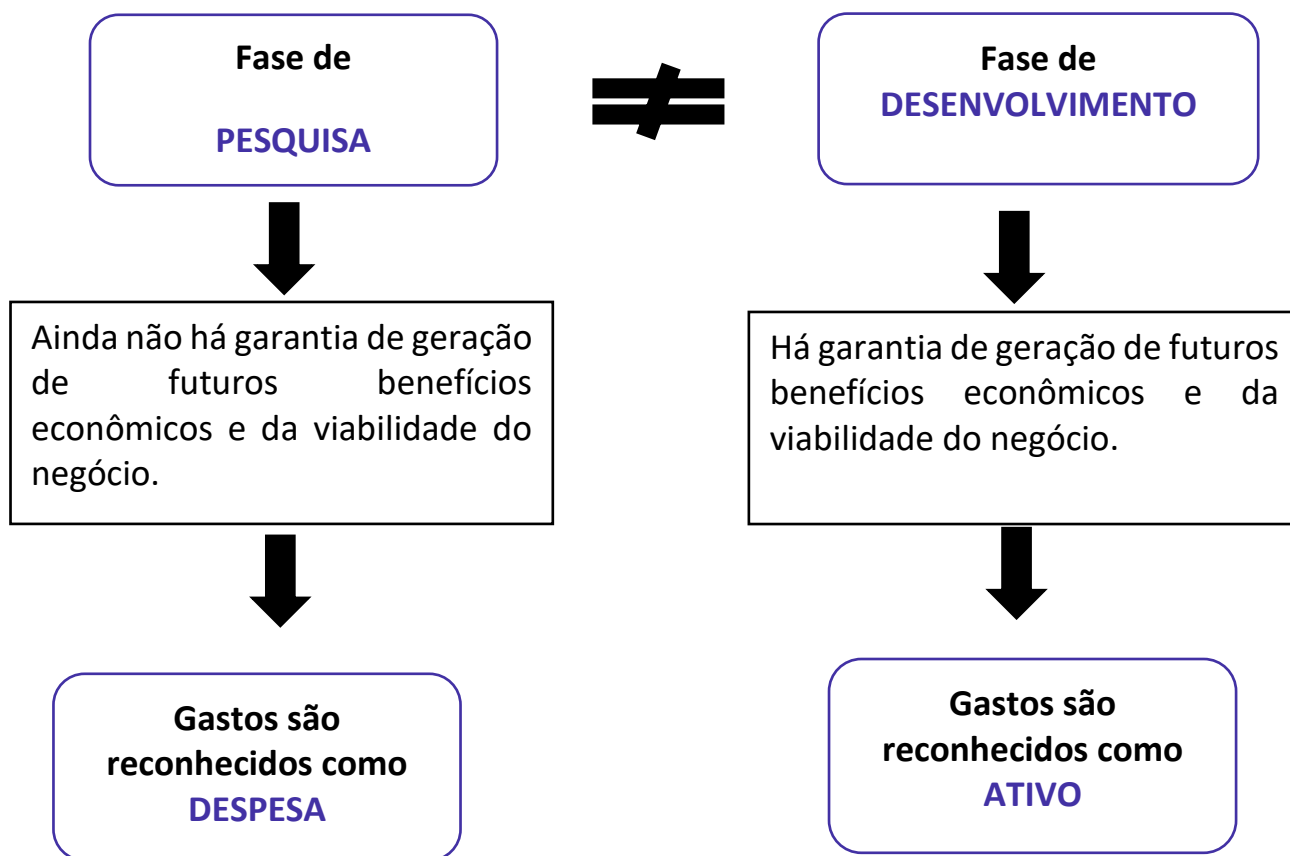 Fase de
PESQUISA
Fase de
DESENVOLVIMENTO
Ainda não há garantia de geração
de futuros benefícios
econômicos e da viabilidade do
negócio.
Há garantia de geração de futuros
benefícios econômicos e da
viabilidade do negócio.
Gastos são
reconhecidos como
DESPESA
Gastos são
reconhecidos como
ATIVO